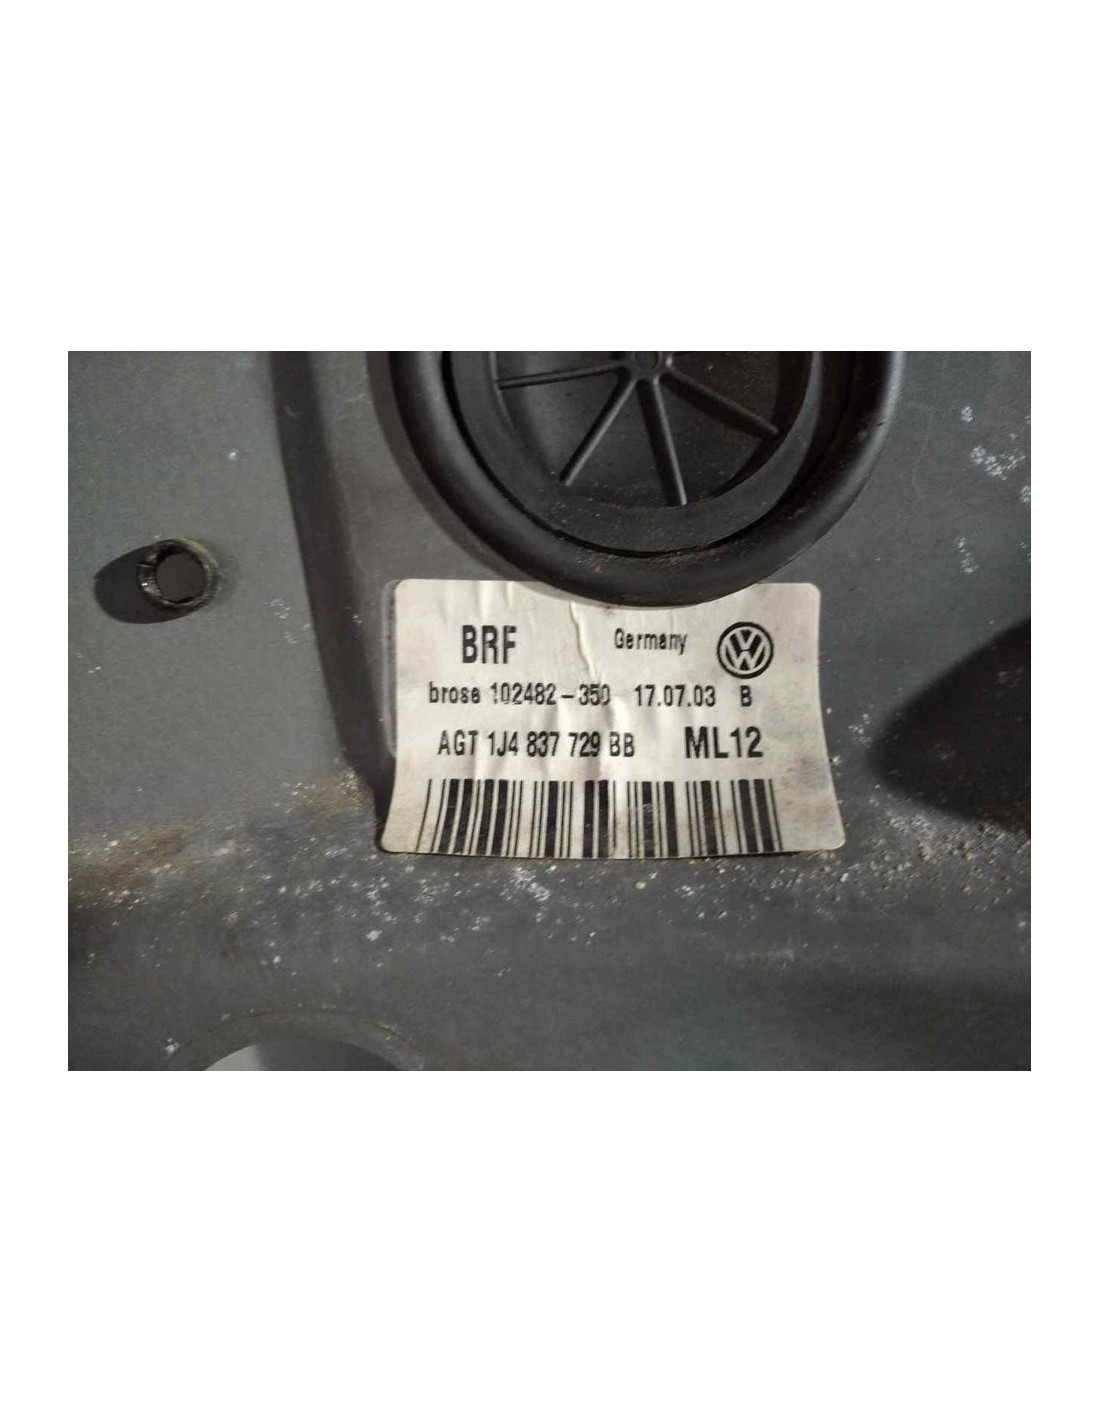 BRF Germany
brose 102482-350 17.07.03 B
AGT 1J4 837 729 BB ML12